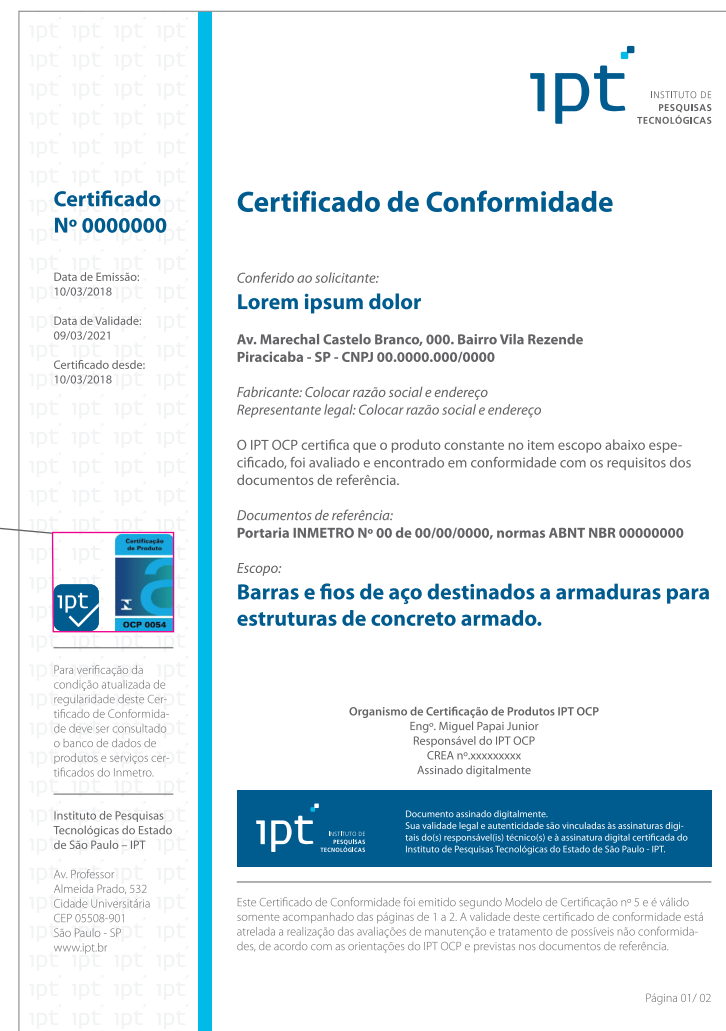 ipt
INSTITUTO DE
PESQUISAS
TECNOLÓGICAS
Certificado
Nº 0000000
Data de Emissão:
10/03/2018
Data de Validade:
09/03/2021
Certificado desde:
10/03/2018
Certificação
de Produto
ipt
OCP 0054
Para verificação da
condição atualizada de
regularidade deste Cer-
tificado de Conformida-
de deve ser consultado
o banco de dados de
produtos e serviços cer-
tificados do Inmetro.
Instituto de Pesquisas
Tecnológicas do Estado
de São Paulo – IPT
Av. Professor
Almeida Prado, 532
Cidade Universitária
CEP 05508-901
São Paulo - SP
www.ipt.br
Certificado de Conformidade
Conferido ao solicitante:
Lorem ipsum dolor
Av. Marechal Castelo Branco, 000. Bairro Vila Rezende
Piracicaba - SP - CNPJ 00.0000.000/0000
Fabricante: Colocar razão social e endereço
Representante legal: Colocar razão social e endereço
O IPT OCP certifica que o produto constante no item escopo abaixo espe-
cificado, foi avaliado e encontrado em conformidade com os requisitos dos
documentos de referência.
Documentos de referência:
Portaria INMETRO Nº 00 de 00/00/0000, normas ABNT NBR 00000000
Escopo:
Barras e fios de aço destinados a armaduras para
estruturas de concreto armado.
Organismo de Certificação de Produtos IPT OCP
Engº. Miguel Papai Junior
Responsável do IPT OCP
CREA nº.xxxxxxxxx
Assinado digitalmente
ipt
INSTITUTO DE
PESQUISAS
TECNOLÓGICAS
Documento assinado digitalmente.
Sua validade legal e autenticidade são vinculadas às assinaturas digi-
tais do(s) responsável(is) técnico(s) e à assinatura digital certificada do
Instituto de Pesquisas Tecnológicas do Estado de São Paulo - IPT.
Este Certificado de Conformidade foi emitido segundo Modelo de Certificação nº 5 e é válido
somente acompanhado das páginas de 1 a 2. A validade deste certificado de conformidade está
atrelada a realização das avaliações de manutenção e tratamento de possíveis não conformida-
des, de acordo com as orientações do IPT OCP e previstas nos documentos de referência.
Página 01/ 02